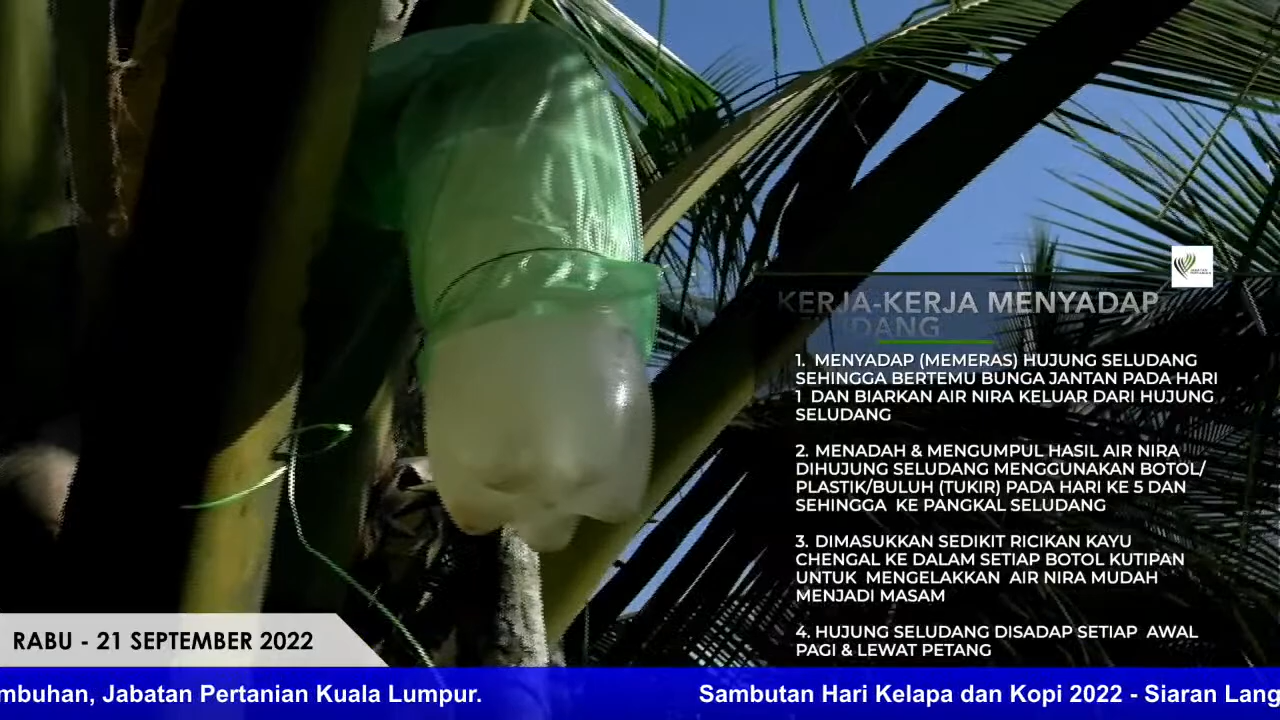 KERJA-KERJA MENYADAP
1. MENYADAP (MEMERAS) HUJUNG SELUDANG
SEHINGGA BERTEMU BUNGA JANTAN PADA HARI
1 DAN BIARKAN AIR NIRA KELUAR DARI HUJUNG
SELUDANG
2. MENADAH & MENGUMPUL HASIL AIR NIRA
DIHUJUNG SELUDANG MENGGUNAKAN BOTOL/
PLASTIK/BULUH (TUKIR) PADA HARI KE 5 DAN
SEHINGGA KE PANGKAL SELUDANG
3. DIMASUKKAN SEDIKIT RICIKAN KAYU
CHENGAL KE DALAM SETIAP BOTOL KUTIPAN
UNTUK MENGELAKKAN AIR NIRA MUDAH
MENJADI MASAM
4. HUJUNG SELUDANG DISADAP SETIAP AWAL
PAGI & LEWAT PETANG
RABU - 21 SEPTEMBER 2022
mbuhan, Jabatan Pertanian Kuala Lumpur. Sambutan Hari Kelapa dan Kopi 2022 - Siaran Lang